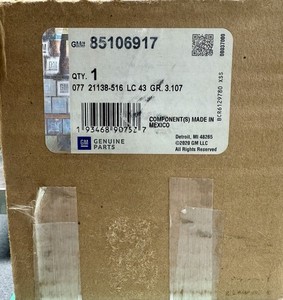 GM 85106917
QTY. 1
077 21138-516 LC 43 GR. 3.107
1 93468 90732 7
COMPONENT(S) MADE IN
MEXICO
GM GENUINE
PARTS
Detroit, MI 48265
©2020 GM LLC
All Rights Reserved